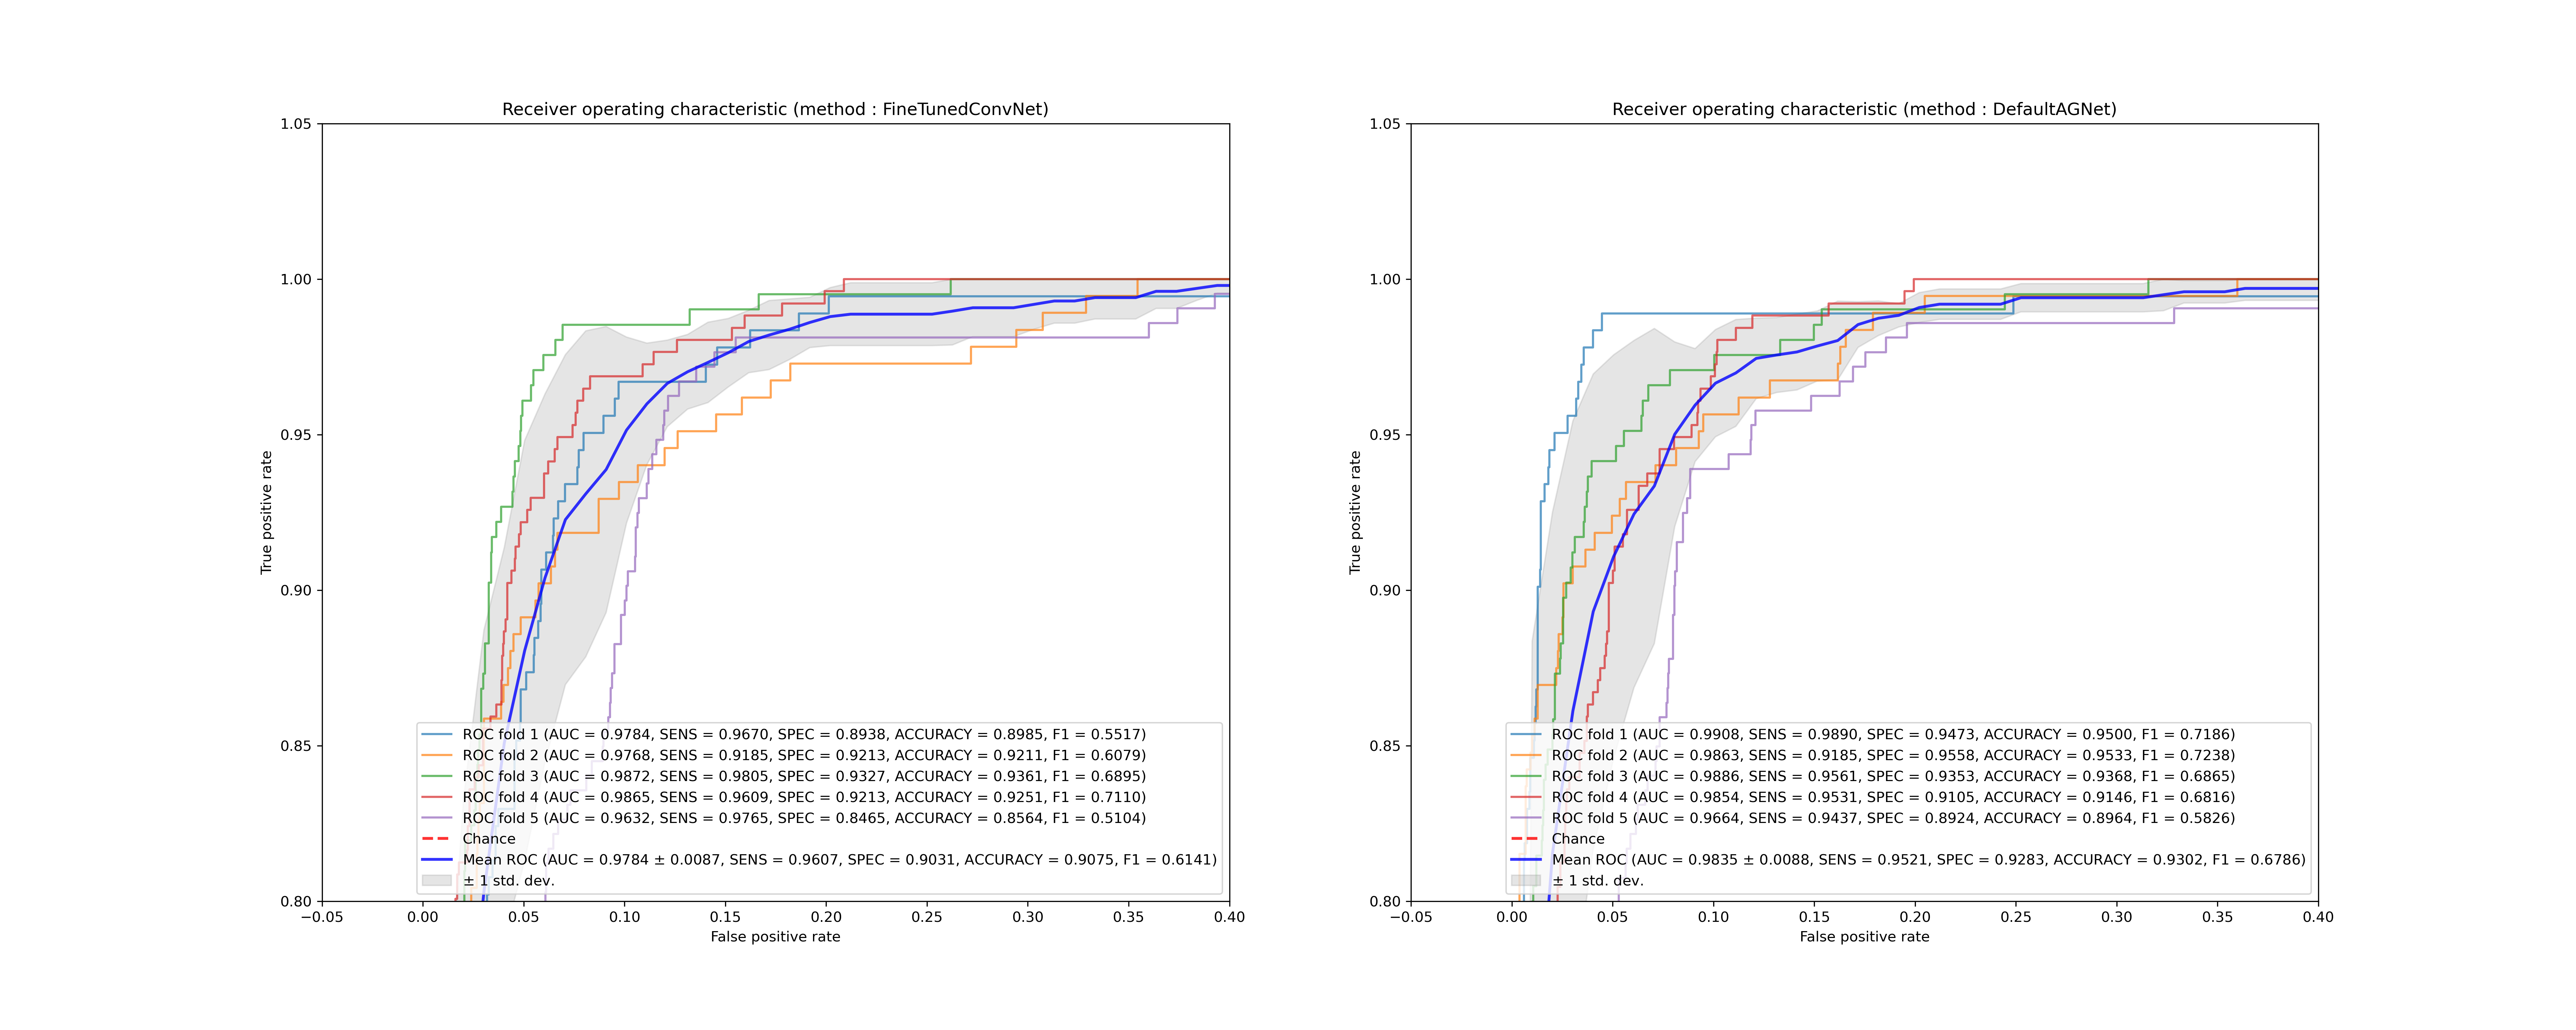 Receiver operating characteristic (method : FineTunedConvNet)
1.05
1.00
0.95
0.90
0.85
0.80
True positive rate
ROC fold 1 (AUC = 0.9784, SENS = 0.9670, SPEC = 0.8938, ACCURACY = 0.8985, F1 = 0.5517)
ROC fold 2 (AUC = 0.9768, SENS = 0.9185, SPEC = 0.9213, ACCURACY = 0.9211, F1 = 0.6079)
ROC fold 3 (AUC = 0.9872, SENS = 0.9805, SPEC = 0.9327, ACCURACY = 0.9361, F1 = 0.6895)
ROC fold 4 (AUC = 0.9865, SENS = 0.9609, SPEC = 0.9213, ACCURACY = 0.9251, F1 = 0.7110)
ROC fold 5 (AUC = 0.9632, SENS = 0.9765, SPEC = 0.8465, ACCURACY = 0.8564, F1 = 0.5104)
Chance
Mean ROC (AUC = 0.9784 ± 0.0087, SENS = 0.9607, SPEC = 0.9031, ACCURACY = 0.9075, F1 = 0.6141)
± 1 std. dev.
−0.05 0.00 0.05 0.10 0.15 0.20 0.25 0.30 0.35 0.40
False positive rate
Receiver operating characteristic (method : DefaultAGNet)
1.05
1.00
0.95
0.90
0.85
0.80
True positive rate
ROC fold 1 (AUC = 0.9908, SENS = 0.9890, SPEC = 0.9473, ACCURACY = 0.9500, F1 = 0.7186)
ROC fold 2 (AUC = 0.9863, SENS = 0.9185, SPEC = 0.9558, ACCURACY = 0.9533, F1 = 0.7238)
ROC fold 3 (AUC = 0.9886, SENS = 0.9561, SPEC = 0.9353, ACCURACY = 0.9368, F1 = 0.6865)
ROC fold 4 (AUC = 0.9854, SENS = 0.9531, SPEC = 0.9105, ACCURACY = 0.9146, F1 = 0.6816)
ROC fold 5 (AUC = 0.9664, SENS = 0.9437, SPEC = 0.8924, ACCURACY = 0.8964, F1 = 0.5826)
Chance
Mean ROC (AUC = 0.9835 ± 0.0088, SENS = 0.9521, SPEC = 0.9283, ACCURACY = 0.9302, F1 = 0.6786)
± 1 std. dev.
−0.05 0.00 0.05 0.10 0.15 0.20 0.25 0.30 0.35 0.40
False positive rate